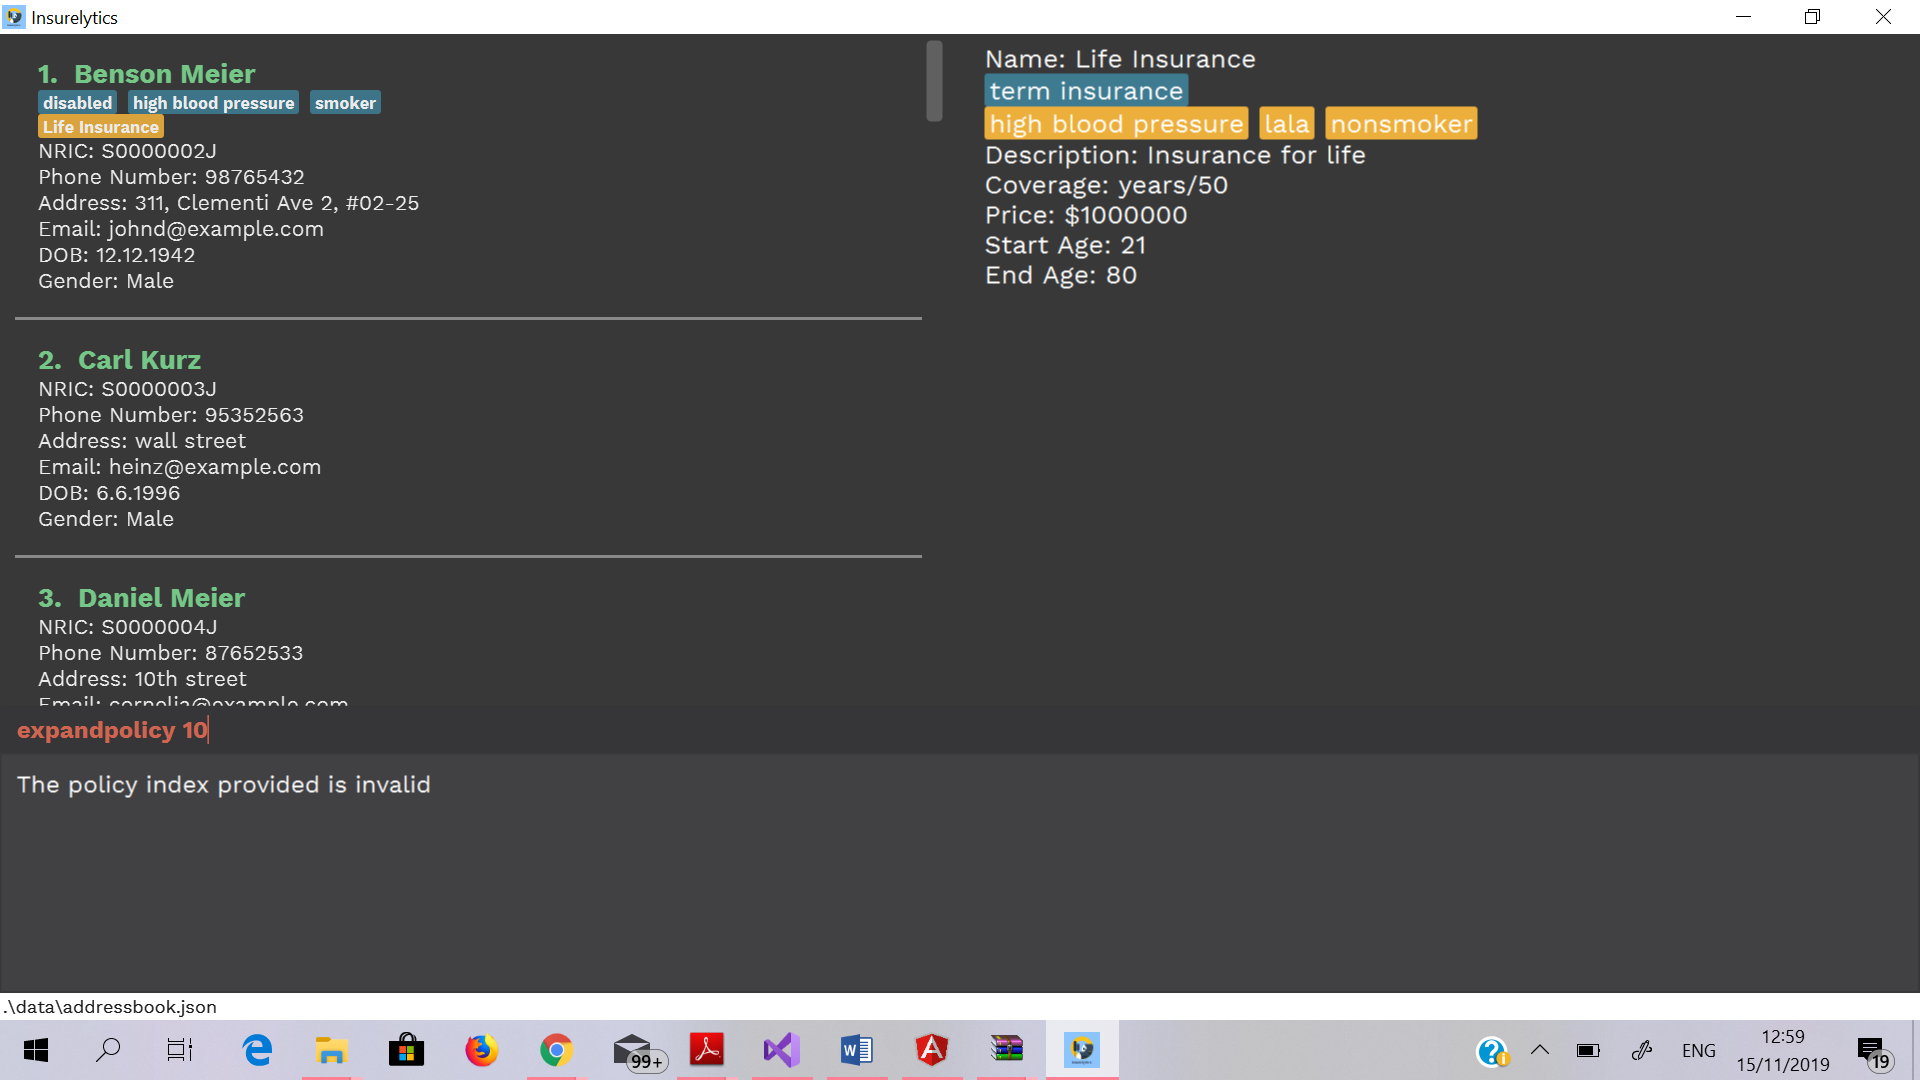 Insurelytics
1. Benson Meier
disabled high blood pressure smoker
Life Insurance
NRIC: S0000002J
Phone Number: 98765432
Address: 311, Clementi Ave 2, #02-25
Email: johnd@example.com
DOB: 12.12.1942
Gender: Male
2. Carl Kurz
NRIC: S0000003J
Phone Number: 95352563
Address: wall street
Email: heinz@example.com
DOB: 6.6.1996
Gender: Male
3. Daniel Meier
NRIC: S0000004J
Phone Number: 87652533
Address: 10th street
Email: cornelia@example.com
Name: Life Insurance
term insurance
high blood pressure lala nonsmoker
Description: Insurance for life
Coverage: years/50
Price: $1000000
Start Age: 21
End Age: 80
expandpolicy 10
The policy index provided is invalid
.\data\addressbook.json
99+
ENG
12:59
15/11/2019
19